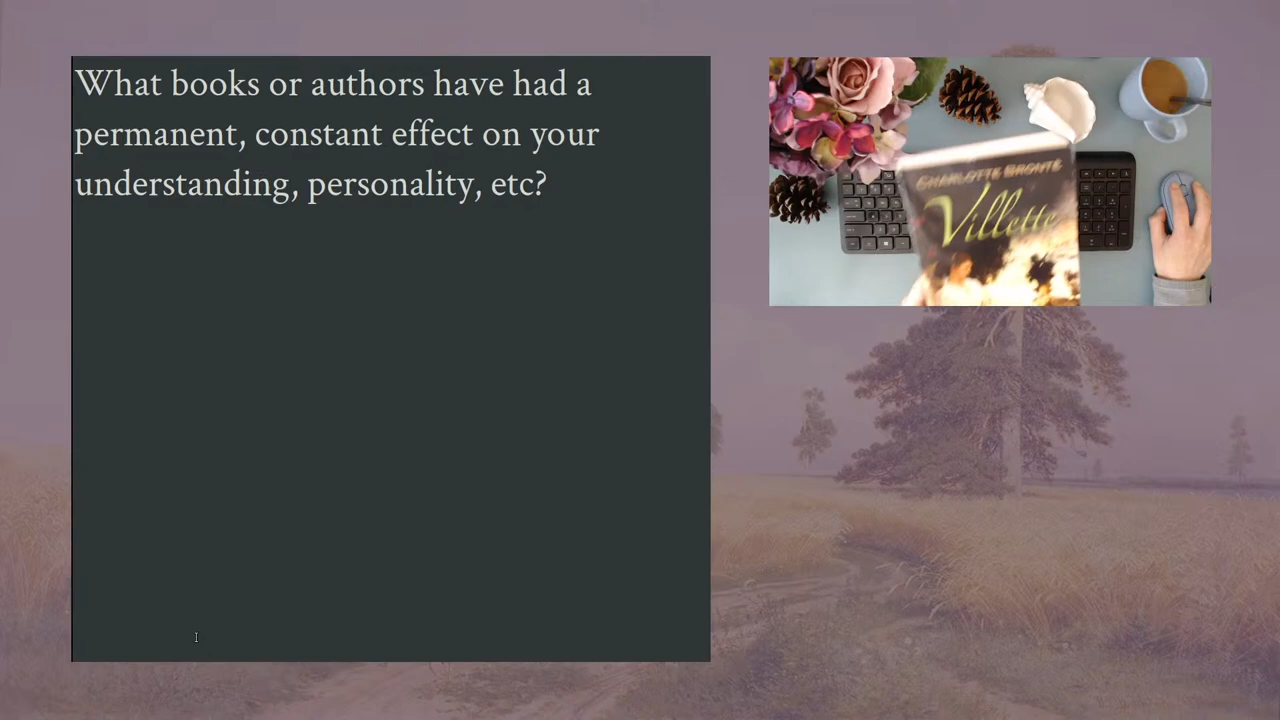 What books or authors have had a
permanent, constant effect on your
understanding, personality, etc?
CHARLOTTE BRONTË
Villette